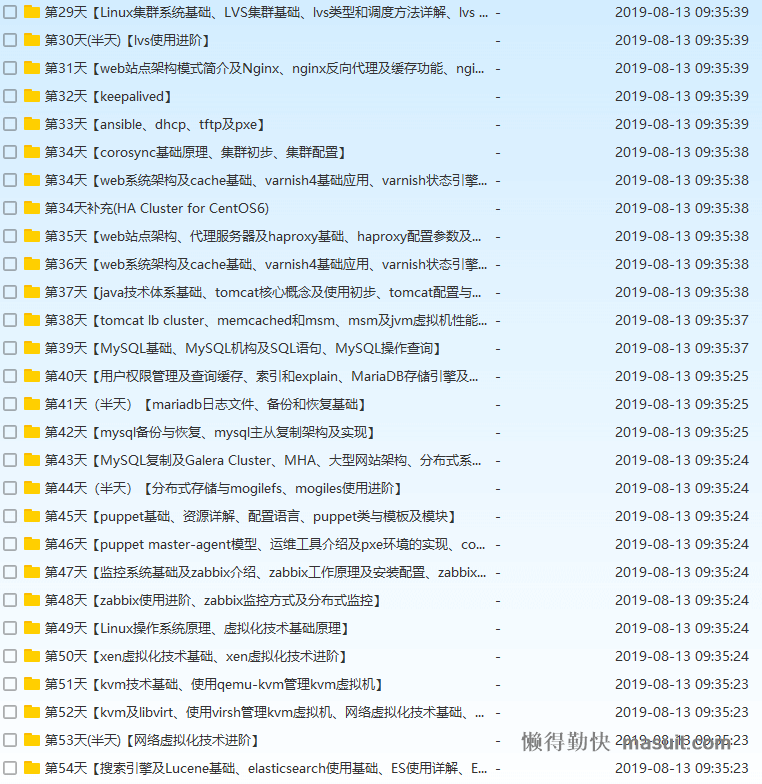 第29天【Linux集群系统基础、LVS集群基础、lvs类型和调度方法详解、lvs ... - 2019-08-13 09:35:39
第30天(半天)【lvs使用进阶】 - 2019-08-13 09:35:39
第31天【web站点架构模式简介及Nginx、nginx反向代理及缓存功能、ngi... - 2019-08-13 09:35:39
第32天【keepalived】 - 2019-08-13 09:35:39
第33天【ansible、dhcp、tftp及pxe】 - 2019-08-13 09:35:39
第34天【corosync基础原理、集群初步、集群配置】 - 2019-08-13 09:35:38
第34天【web系统架构及cache基础、varnish4基础应用、varnish状态引擎... - 2019-08-13 09:35:38
第34天补充(HA Cluster for CentOS6) - 2019-08-13 09:35:38
第35天【web站点架构、代理服务器及haproxy基础、haproxy配置参数及... - 2019-08-13 09:35:38
第36天【web系统架构及cache基础、varnish4基础应用、varnish状态引擎... - 2019-08-13 09:35:38
第37天【java技术体系基础、tomcat核心概念及使用初步、tomcat配置与... - 2019-08-13 09:35:38
第38天【tomcat lb cluster、memcached和msm、msm及jvm虚拟机性能... - 2019-08-13 09:35:37
第39天【MySQL基础、MySQL机构及SQL语句、MySQL操作查询】 - 2019-08-13 09:35:37
第40天【用户权限管理及查询缓存、索引和explain、MariaDB存储引擎及... - 2019-08-13 09:35:25
第41天（半天）【mariadb日志文件、备份和恢复基础】 - 2019-08-13 09:35:25
第42天【mysql备份与恢复、mysql主从复制架构及实现】 - 2019-08-13 09:35:25
第43天【MySQL复制及Galera Cluster、MHA、大型网站架构、分布式系... - 2019-08-13 09:35:24
第44天（半天）【分布式存储与mogilefs、mogiles使用进阶】 - 2019-08-13 09:35:24
第45天【puppet基础、资源详解、配置语言、puppet类与模板及模块】 - 2019-08-13 09:35:24
第46天【puppet master-agent模型、运维工具介绍及pxe环境的实现、co... - 2019-08-13 09:35:24
第47天【监控系统基础及zabbix介绍、zabbix工作原理及安装配置、zabbix... - 2019-08-13 09:35:24
第48天【zabbix使用进阶、zabbix监控方式及分布式监控】 - 2019-08-13 09:35:24
第49天【Linux操作系统原理、虚拟化技术基础原理】 - 2019-08-13 09:35:24
第50天【xen虚拟化技术基础、xen虚拟化技术进阶】 - 2019-08-13 09:35:24
第51天【kvm技术基础、使用qemu-kvm管理kvm虚拟机】 - 2019-08-13 09:35:23
第52天【kvm及libvirt、使用virsh管理kvm虚拟机、网络虚拟化技术基础、... - 2019-08-13 09:35:23
第53天(半天)【网络虚拟化技术进阶】 - 2019-08-13 09:35:23
懒得勤快-masuit.com
第54天【搜索引擎及Lucene基础、elasticsearch使用基础、ES使用详解、E... - 2019-08-13 09:35:23